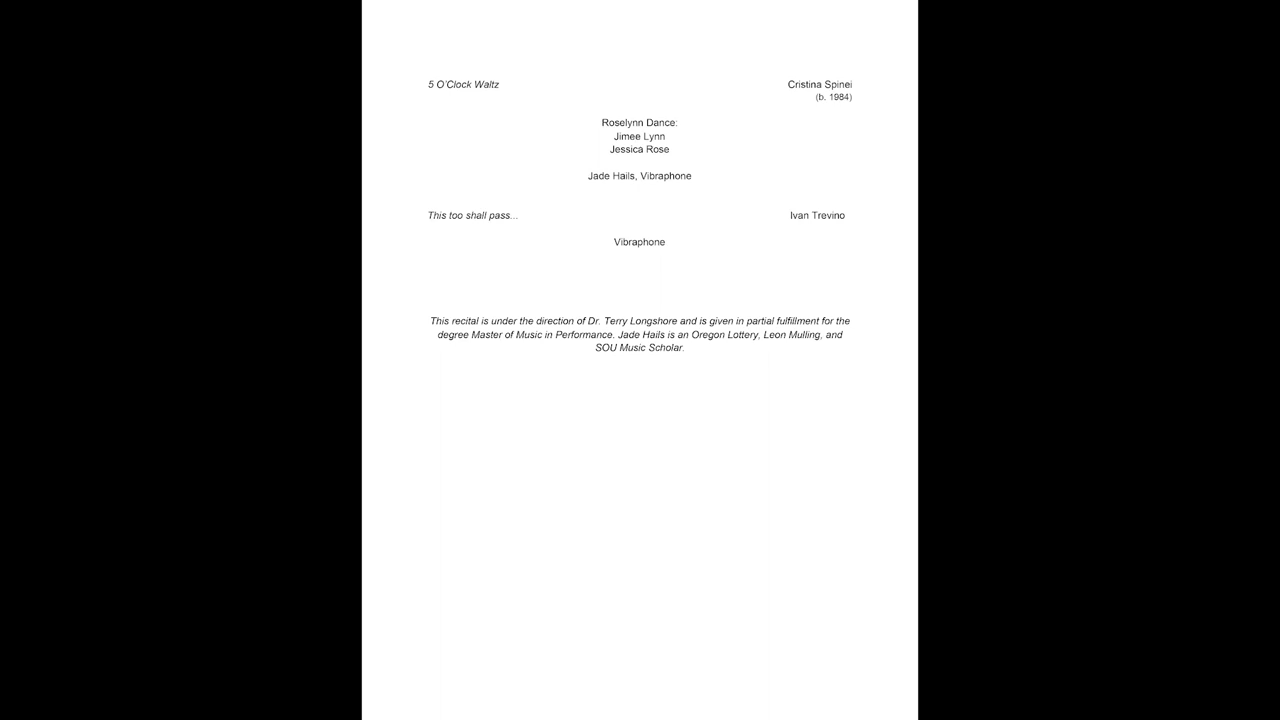 5 O'Clock Waltz Cristina Spinei
(b. 1984)
Roselynn Dance:
Jimee Lynn
Jessica Rose
Jade Hails, Vibraphone
This too shall pass... Ivan Trevino
Vibraphone
This recital is under the direction of Dr. Terry Longshore and is given in partial fulfillment for the
degree Master of Music in Performance. Jade Hails is an Oregon Lottery, Leon Mulling, and
SOU Music Scholar.